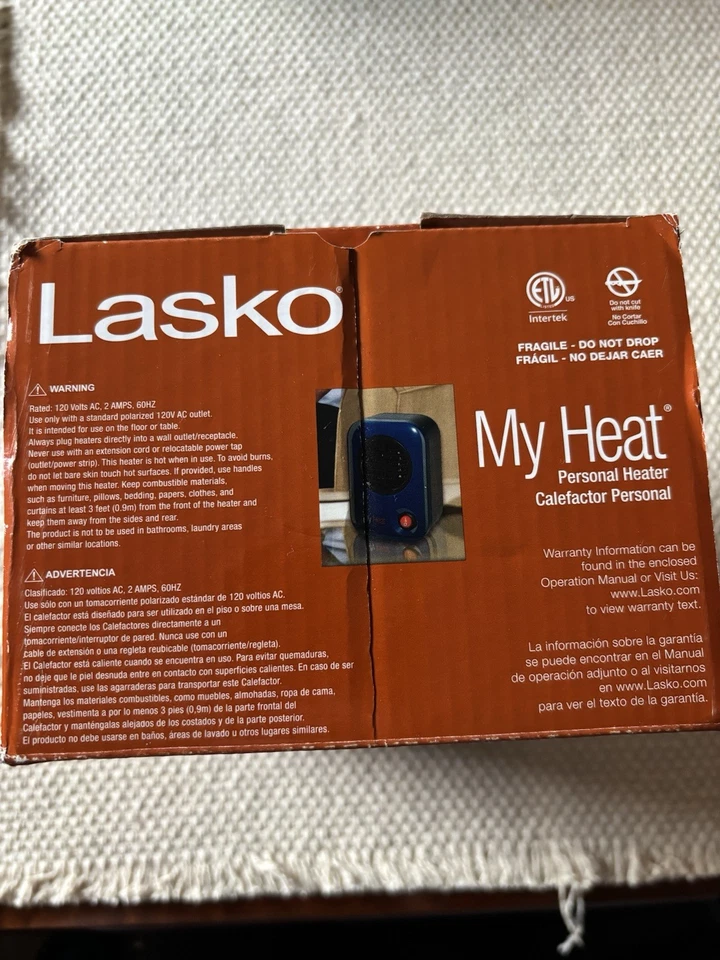 Lasko®
WARNING
Rated: 120 Volts AC, 2 AMPS, 60HZ
Use only with a standard polarized 120V AC outlet.
It is intended for use on the floor or table.
Always plug heaters directly into a wall outlet/receptacle.
Never use with an extension cord or relocatable power tap
(outlet/power strip). This heater is hot when in use. To avoid burns,
do not let bare skin touch hot surfaces. If provided, use handles
when moving this heater. Keep combustible materials,
such as furniture, pillows, bedding, papers, clothes, and
curtains at least 3 feet (0.9m) from the front of the heater and
keep them away from the sides and rear.
The product is not to be used in bathrooms, laundry areas
or other similar locations.
ADVERTENCIA
Clasificado: 120 voltios AC, 2 AMPS, 60HZ
Use sólo con un tomacorriente polarizado estándar de 120 voltios AC.
El calefactor está diseñado para ser utilizado en el piso o sobre una mesa.
Siempre conecte los Calefactores directamente a un
tomacorriente/interruptor de pared. Nunca use con un
cable de extensión o una regleta reubicable (tomacorriente/regleta).
El Calefactor está caliente cuando se encuentra en uso. Para evitar quemaduras,
no deje que le piel desnuda entre en contacto con superficies calientes. En caso de ser
suministradas, use las agarraderas para transportar este Calefactor.
Mantenga los materiales combustibles, como muebles, almohadas, ropa de cama,
papeles, vestimenta a por lo menos 3 pies (0,9m) de la parte frontal del
Calefactor y manténgalas alejados de los costados y de la parte posterior.
El producto no debe usarse en baños, áreas de lavado u otros lugares similares.
ETL US
Intertek
Do not cut
with knife
No Cortar
Con Cuchillo
FRAGILE - DO NOT DROP
FRÁGIL - NO DEJAR CAER
My Heat®
Personal Heater
Calefactor Personal
Warranty Information can be
found in the enclosed
Operation Manual or Visit Us:
www.Lasko.com
to view warranty text.
La información sobre la garantía
se puede encontrar en el Manual
de operación adjunto o al visitarnos
en www.Lasko.com
para ver el texto de la garantía.